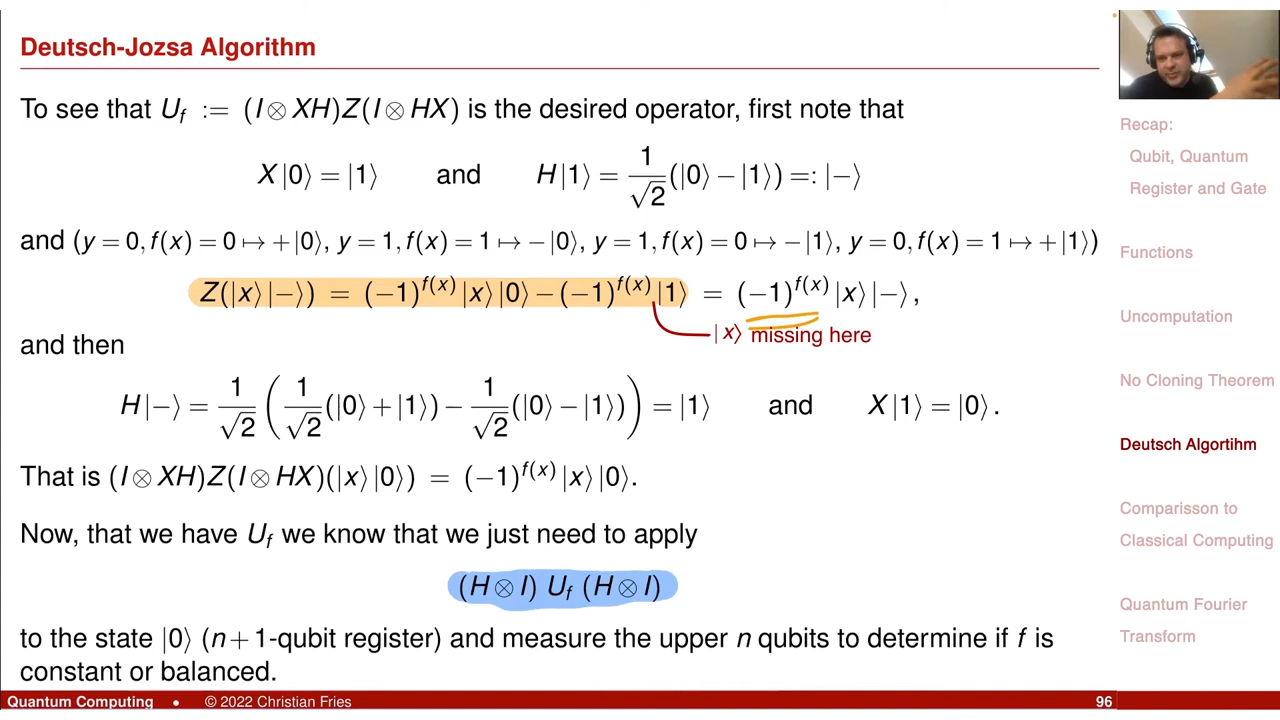 Deutsch-Jozsa Algorithm
To see that U_f := (I ⊗ XH)Z(I ⊗ HX) is the desired operator, first note that
X|0⟩ = |1⟩ and H|1⟩ = 1/√2 (|0⟩ − |1⟩) =: |−⟩
and (y = 0, f(x) = 0 ↦ +|0⟩, y = 1, f(x) = 1 ↦ −|0⟩, y = 1, f(x) = 0 ↦ −|1⟩, y = 0, f(x) = 1 ↦ +|1⟩)
Z(|x⟩|−⟩) = (−1)^{f(x)}|x⟩|0⟩ − (−1)^{f(x)}|1⟩ = (−1)^{f(x)}|x⟩|−⟩,
|x⟩ missing here
and then
H|−⟩ = 1/√2 ( 1/√2 (|0⟩ + |1⟩) − 1/√2 (|0⟩ − |1⟩) ) = |1⟩ and X|1⟩ = |0⟩.
That is (I ⊗ XH)Z(I ⊗ HX)(|x⟩|0⟩) = (−1)^{f(x)}|x⟩|0⟩.
Now, that we have U_f we know that we just need to apply
(H ⊗ I) U_f (H ⊗ I)
to the state |0⟩ (n + 1-qubit register) and measure the upper n qubits to determine if f is
constant or balanced.
Recap:
Qubit, Quantum
Register and Gate
Functions
Uncomputation
No Cloning Theorem
Deutsch Algortihm
Comparisson to
Classical Computing
Quantum Fourier
Transform
Quantum Computing • © 2022 Christian Fries 96